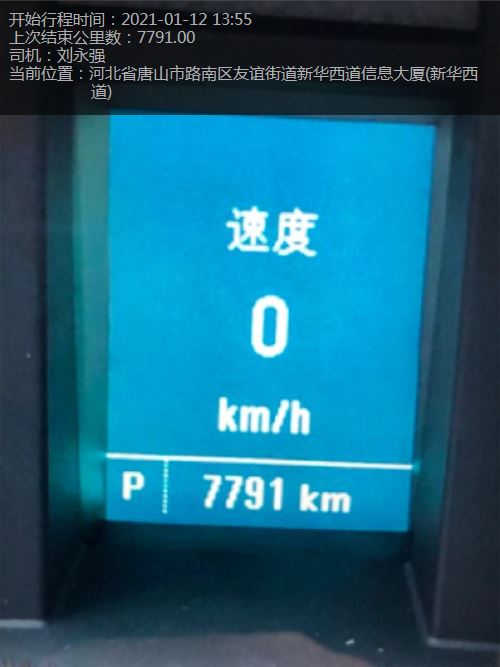 开始行程时间：2021-01-12 13:55
上次结束公里数：7791.00
司机：刘永强
当前位置：河北省唐山市路南区友谊街道新华西道信息大厦(新华西
道)
速度
0
km/h
P 7791 km